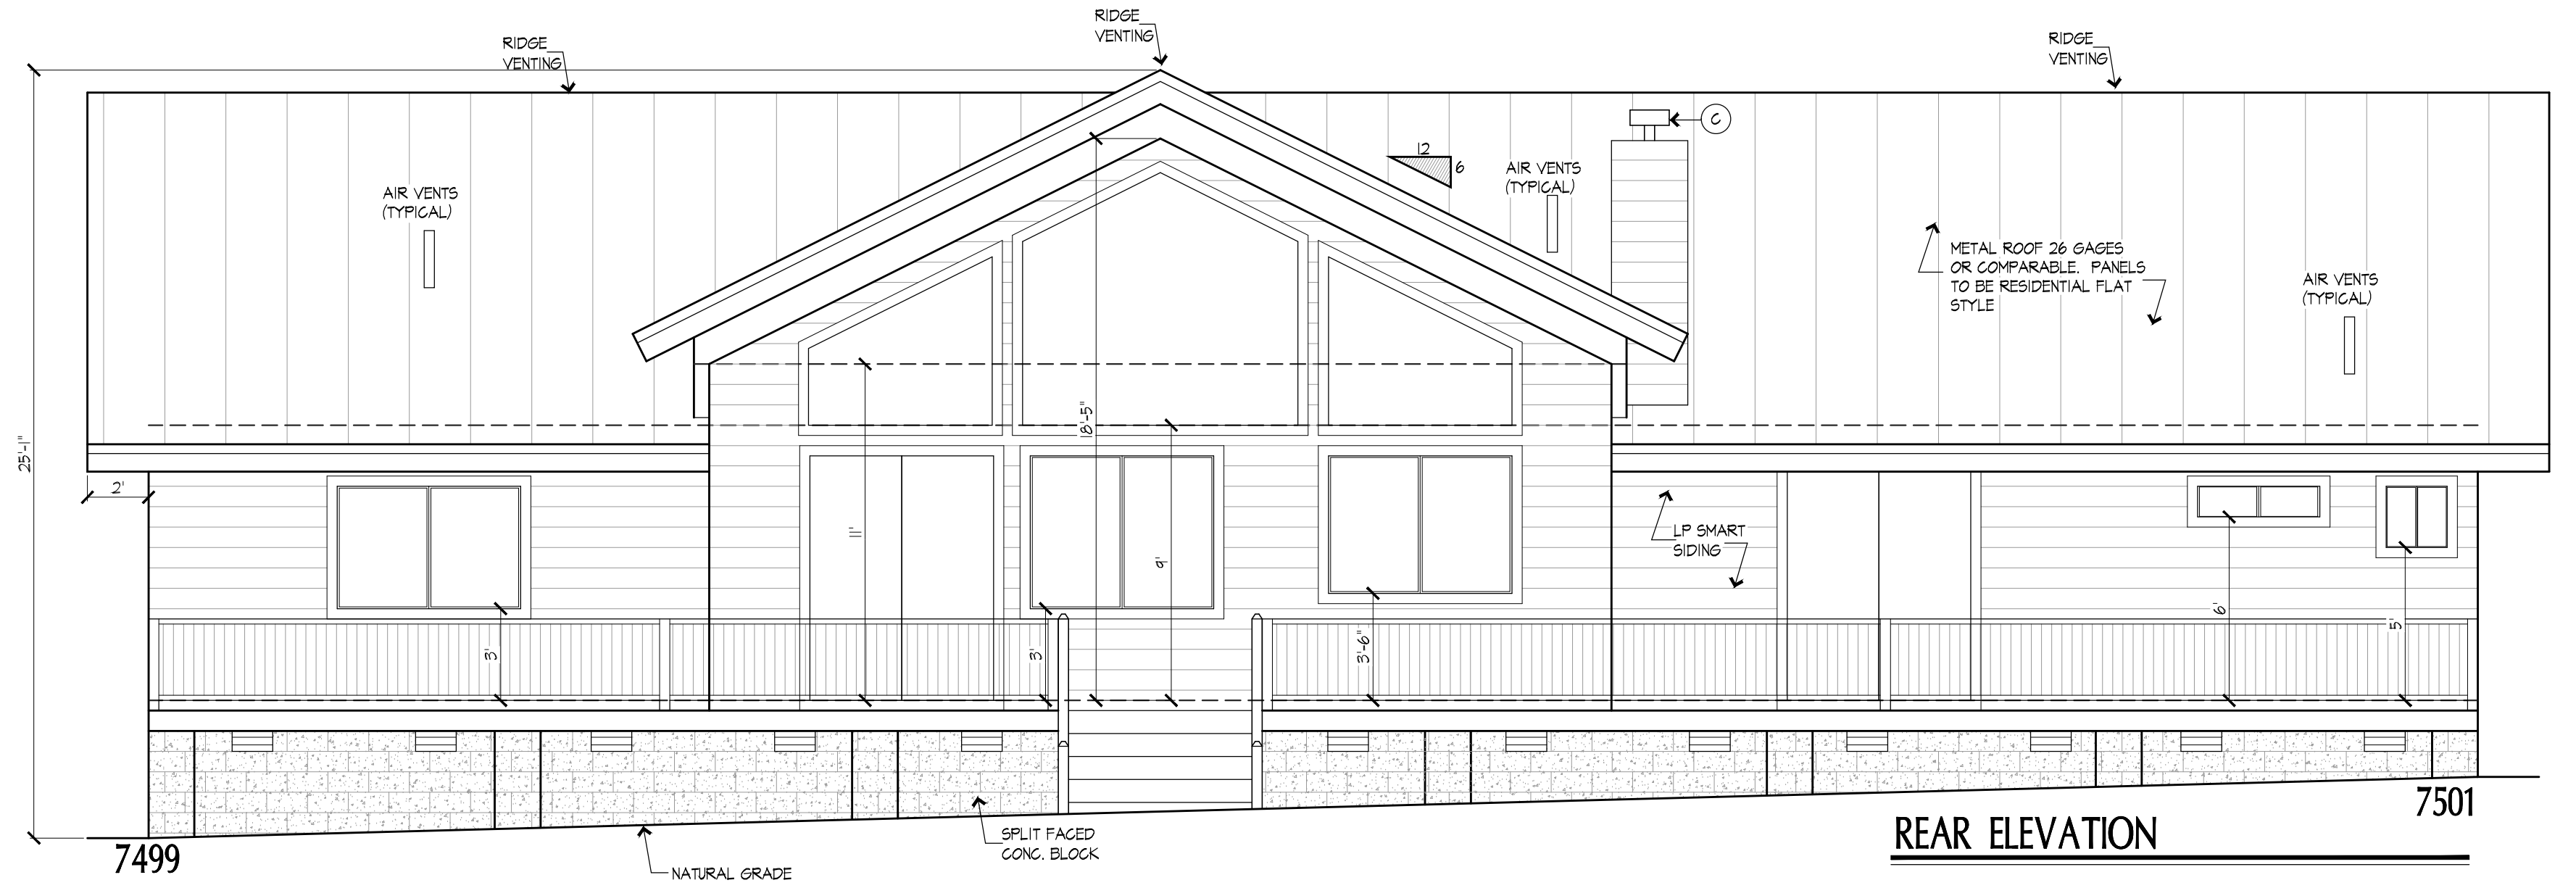 RIDGE
VENTING
RIDGE
VENTING
RIDGE
VENTING
C
12
6
AIR VENTS
(TYPICAL)
AIR VENTS
(TYPICAL)
METAL ROOF 26 GAGES
OR COMPARABLE. PANELS
TO BE RESIDENTIAL FLAT
STYLE
AIR VENTS
(TYPICAL)
25'-1"
2'
18'-5"
11'
9'
LP SMART
SIDING
3'
3'
3'-6"
6'
5'
7501
REAR ELEVATION
SPLIT FACED
CONC. BLOCK
7499
NATURAL GRADE